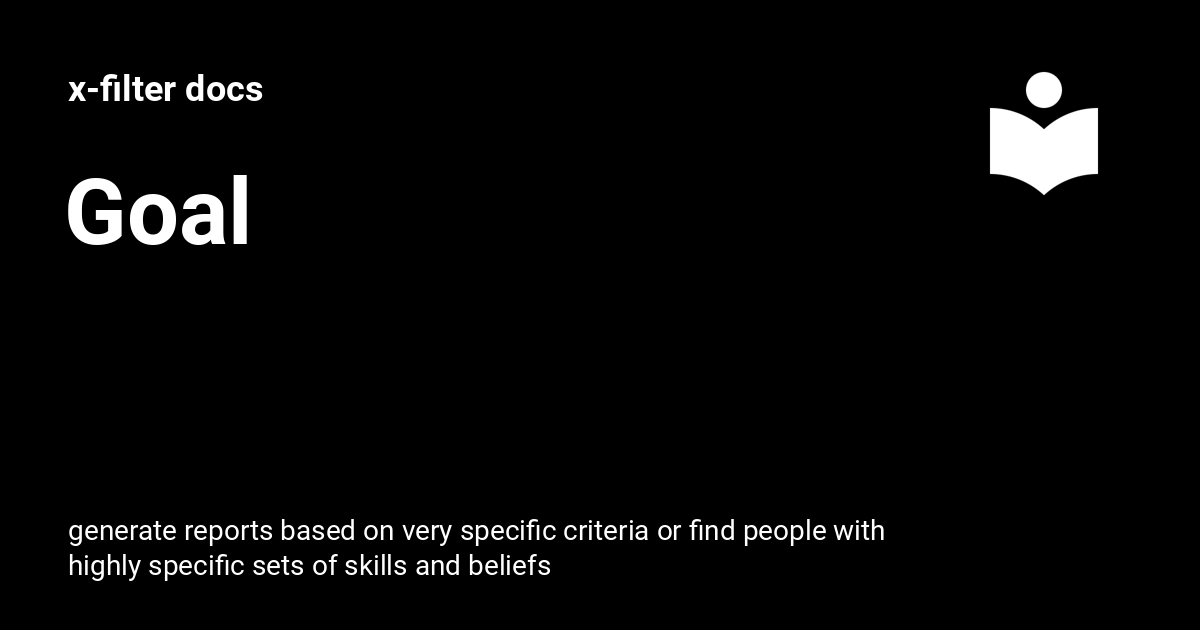 x-filter docs
Goal
generate reports based on very specific criteria or find people with
highly specific sets of skills and beliefs